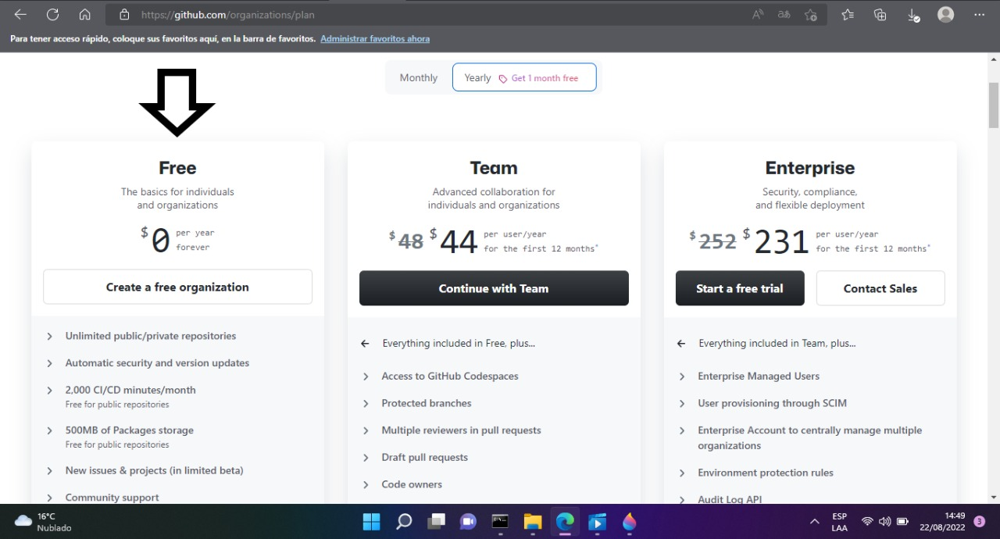 https://github.com/organizations/plan
Para tener acceso rápido, coloque sus favoritos aquí, en la barra de favoritos. Administrar favoritos ahora
Monthly
Yearly Get 1 month free
Free
The basics for individuals
and organizations
$0 per year
forever
Create a free organization
Unlimited public/private repositories
Automatic security and version updates
2,000 CI/CD minutes/month
Free for public repositories
500MB of Packages storage
Free for public repositories
New issues & projects (in limited beta)
Community support
Team
Advanced collaboration for
individuals and organizations
$48 $44 per user/year
for the first 12 months*
Continue with Team
Everything included in Free, plus...
Access to GitHub Codespaces
Protected branches
Multiple reviewers in pull requests
Draft pull requests
Code owners
Enterprise
Security, compliance,
and flexible deployment
$252 $231 per user/year
for the first 12 months*
Start a free trial
Contact Sales
Everything included in Team, plus...
Enterprise Managed Users
User provisioning through SCIM
Enterprise Account to centrally manage multiple
organizations
Environment protection rules
Audit Log API
16°C
Nublado
ESP
LAA
14:49
22/08/2022
3